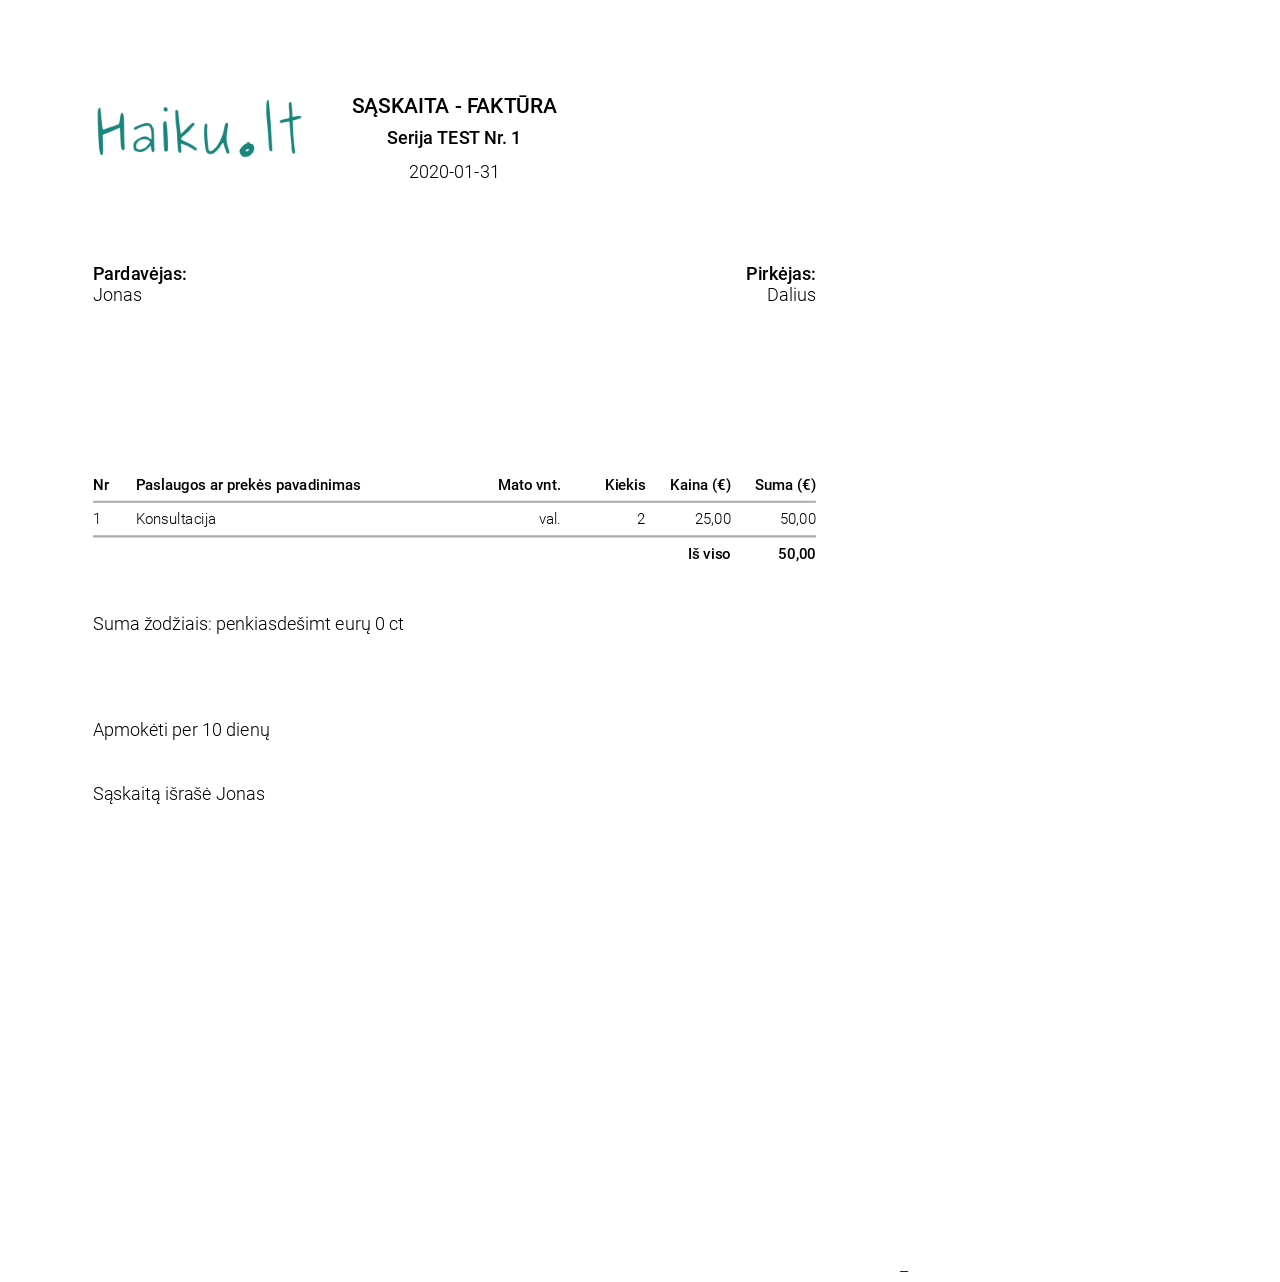 Haiku.lt
SĄSKAITA - FAKTŪRA
Serija TEST Nr. 1
2020-01-31
Pardavėjas:
Jonas
Pirkėjas:
Dalius
Nr Paslaugos ar prekės pavadinimas Mato vnt. Kiekis Kaina (€) Suma (€)
1 Konsultacija val. 2 25,00 50,00
Iš viso 50,00
Suma žodžiais: penkiasdešimt eurų 0 ct
Apmokėti per 10 dienų
Sąskaitą išrašė Jonas